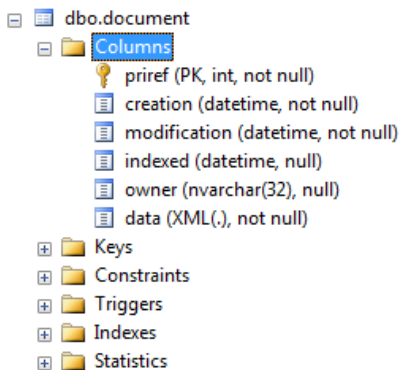 dbo.document
Columns
priref (PK, int, not null)
creation (datetime, not null)
modification (datetime, not null)
indexed (datetime, null)
owner (nvarchar(32), null)
data (XML(.), not null)
Keys
Constraints
Triggers
Indexes
Statistics